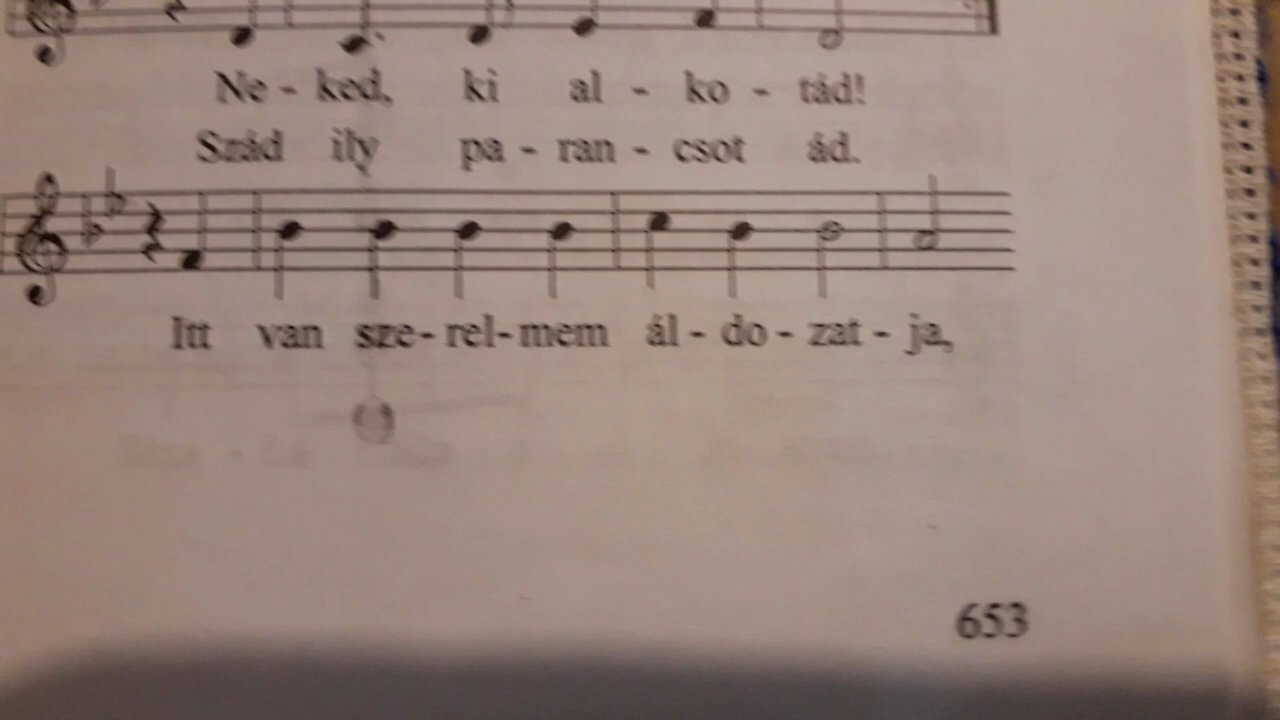 Ne - ked, ki al - ko - tád!
Szád ily pa - ran - csot ád.
Itt van sze - rel - mem ál - do - zat - ja,
653